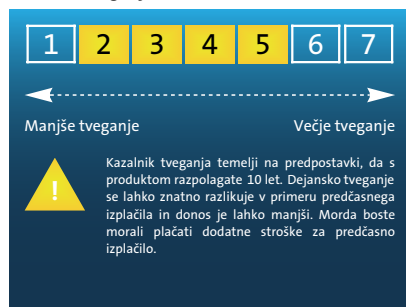 1 2 3 4 5 6 7
Manjše tveganje Večje tveganje
!
Kazalnik tveganja temelji na predpostavki, da s
produktom razpolagate 10 let. Dejansko tveganje
se lahko znatno razlikuje v primeru predčasnega
izplačila in donos je lahko manjši. Morda boste
morali plačati dodatne stroške za predčasno
izplačilo.